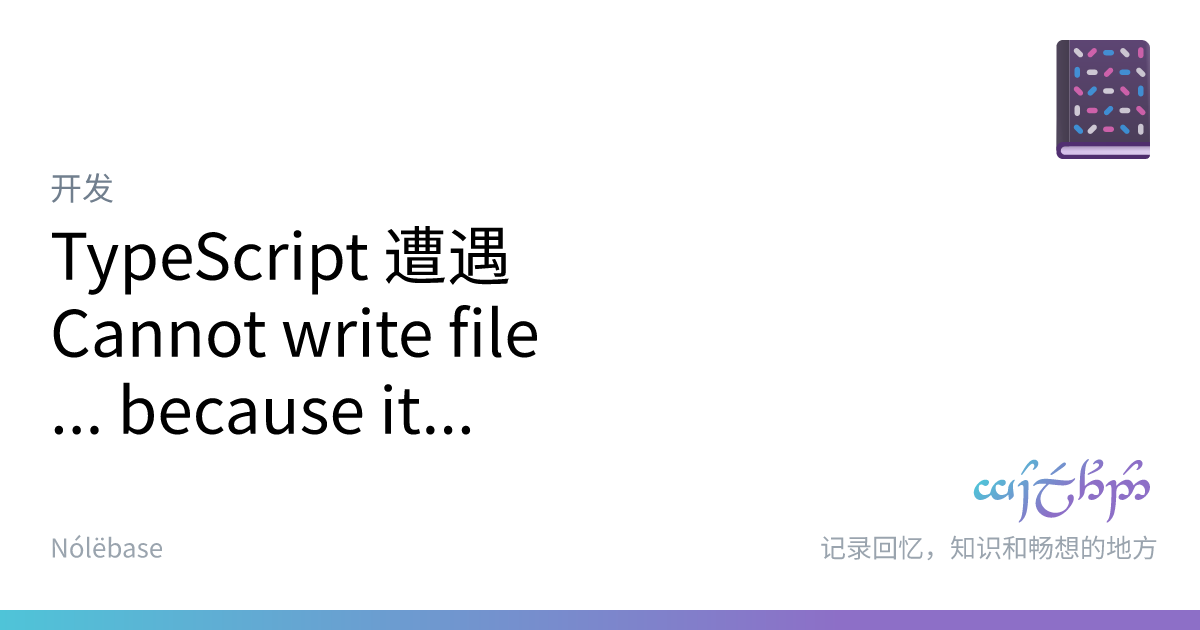 开发
TypeScript 遭遇
Cannot write file
... because it...
Nólëbase
记录回忆，知识和畅想的地方